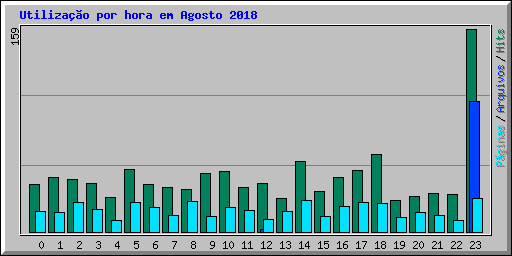 Utilização por hora em Agosto 2018
159
Páginas / Arquivos / Hits
0 1 2 3 4 5 6 7 8 9 10 11 12 13 14 15 16 17 18 19 20 21 22 23